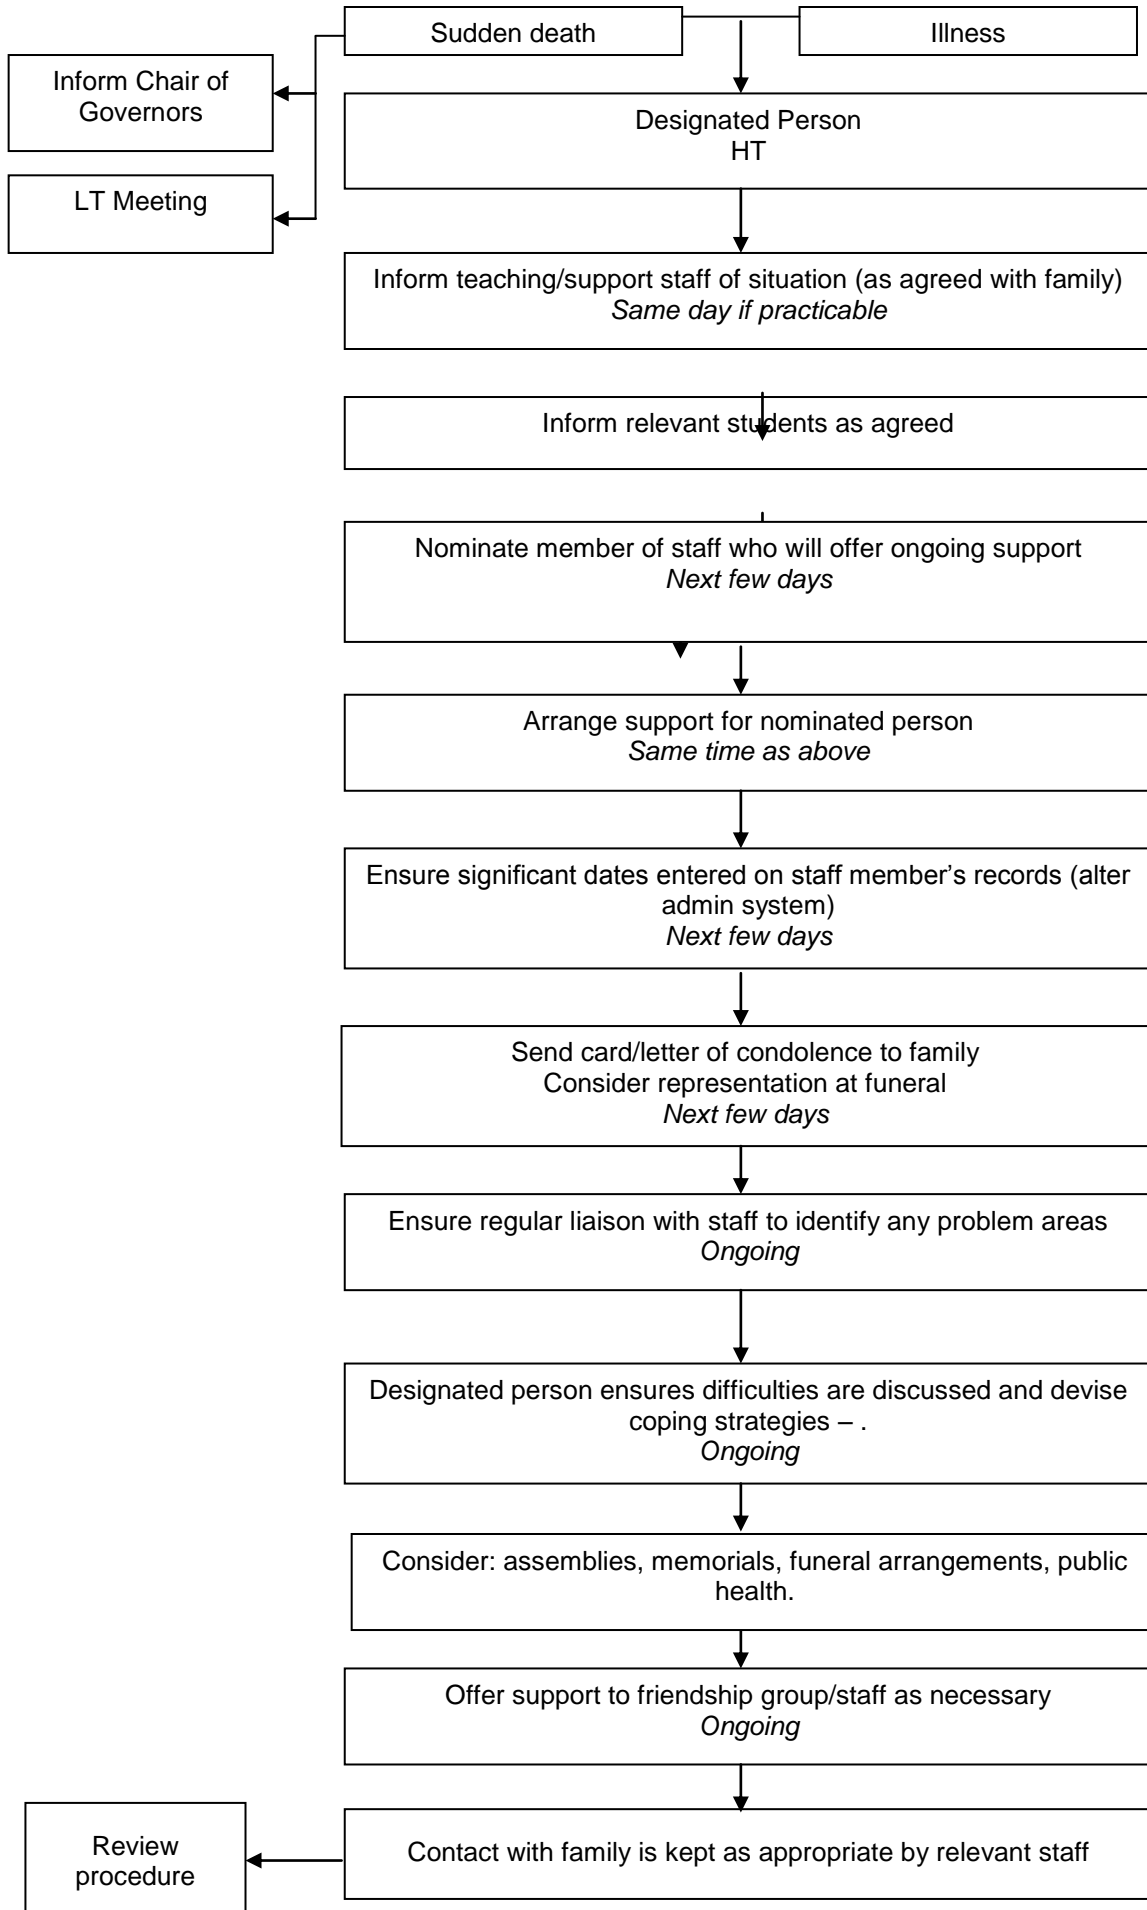 Sudden death
Illness
Inform Chair of
Governors
Designated Person
HT
LT Meeting
Inform teaching/support staff of situation (as agreed with family)
Same day if practicable
Inform relevant students as agreed
Nominate member of staff who will offer ongoing support
Next few days
Arrange support for nominated person
Same time as above
Ensure significant dates entered on staff member’s records (alter
admin system)
Next few days
Send card/letter of condolence to family
Consider representation at funeral
Next few days
Ensure regular liaison with staff to identify any problem areas
Ongoing
Designated person ensures difficulties are discussed and devise
coping strategies – .
Ongoing
Consider: assemblies, memorials, funeral arrangements, public
health.
Offer support to friendship group/staff as necessary
Ongoing
Contact with family is kept as appropriate by relevant staff
Review
procedure